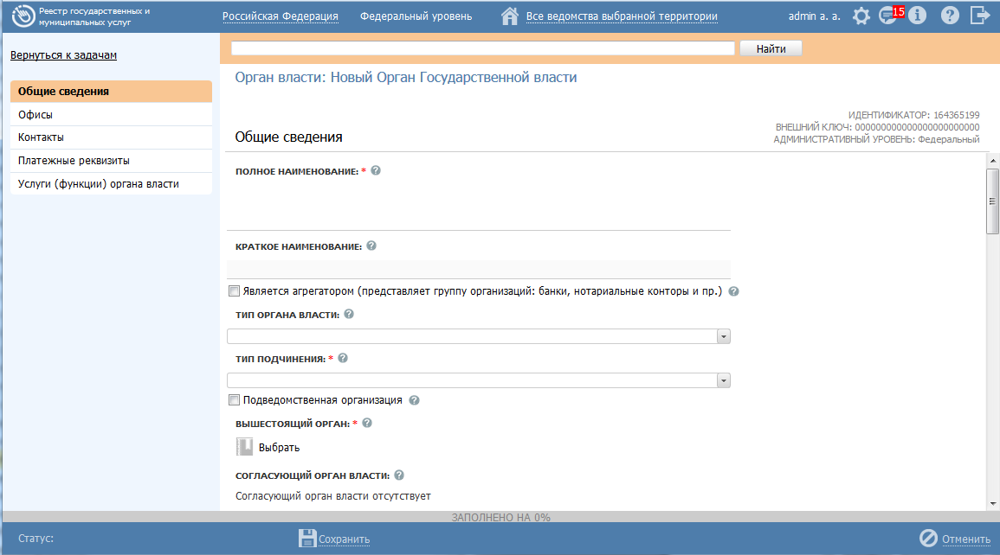 Реестр государственных и
муниципальных услуг
Российская Федерация Федеральный уровень Все ведомства выбранной территории admin a. a. 15
Вернуться к задачам
Найти
Общие сведения
Офисы
Контакты
Платежные реквизиты
Услуги (функции) органа власти
Орган власти: Новый Орган Государственной власти
ИДЕНТИФИКАТОР: 164365199
ВНЕШНИЙ КЛЮЧ: 000000000000000000000000
АДМИНИСТРАТИВНЫЙ УРОВЕНЬ: Федеральный
Общие сведения
ПОЛНОЕ НАИМЕНОВАНИЕ: * ?
КРАТКОЕ НАИМЕНОВАНИЕ: ?
Является агрегатором (представляет группу организаций: банки, нотариальные конторы и пр.) ?
ТИП ОРГАНА ВЛАСТИ: ?
ТИП ПОДЧИНЕНИЯ: * ?
Подведомственная организация ?
ВЫШЕСТОЯЩИЙ ОРГАН: * ?
Выбрать
СОГЛАСУЮЩИЙ ОРГАН ВЛАСТИ: ?
Согласующий орган власти отсутствует
ЗАПОЛНЕНО НА 0%
Статус: Сохранить Отменить